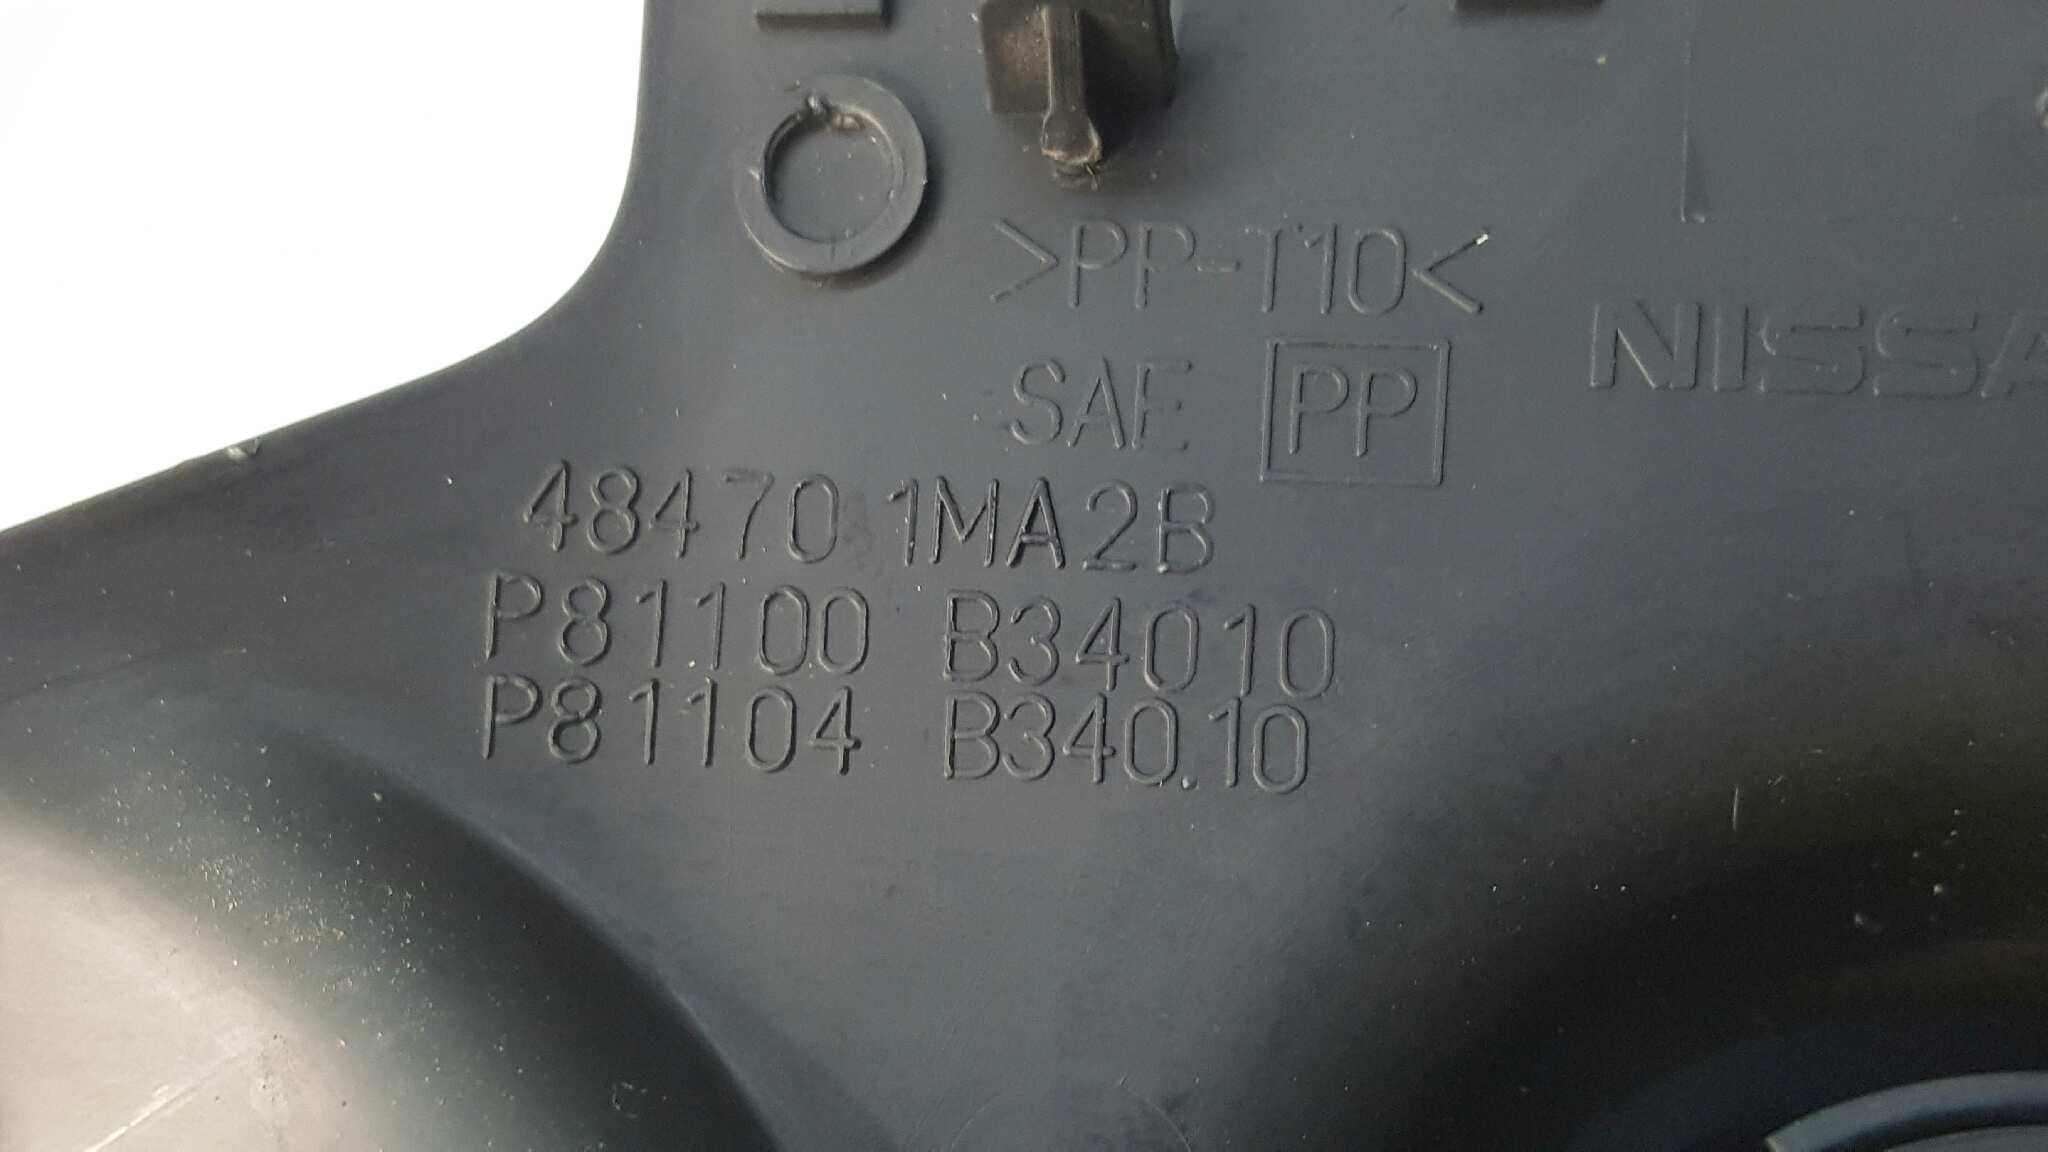 >PP-T10<
NISSA
SAE PP
48470 1MA2B
P81100 B34010
P81104 B340.10